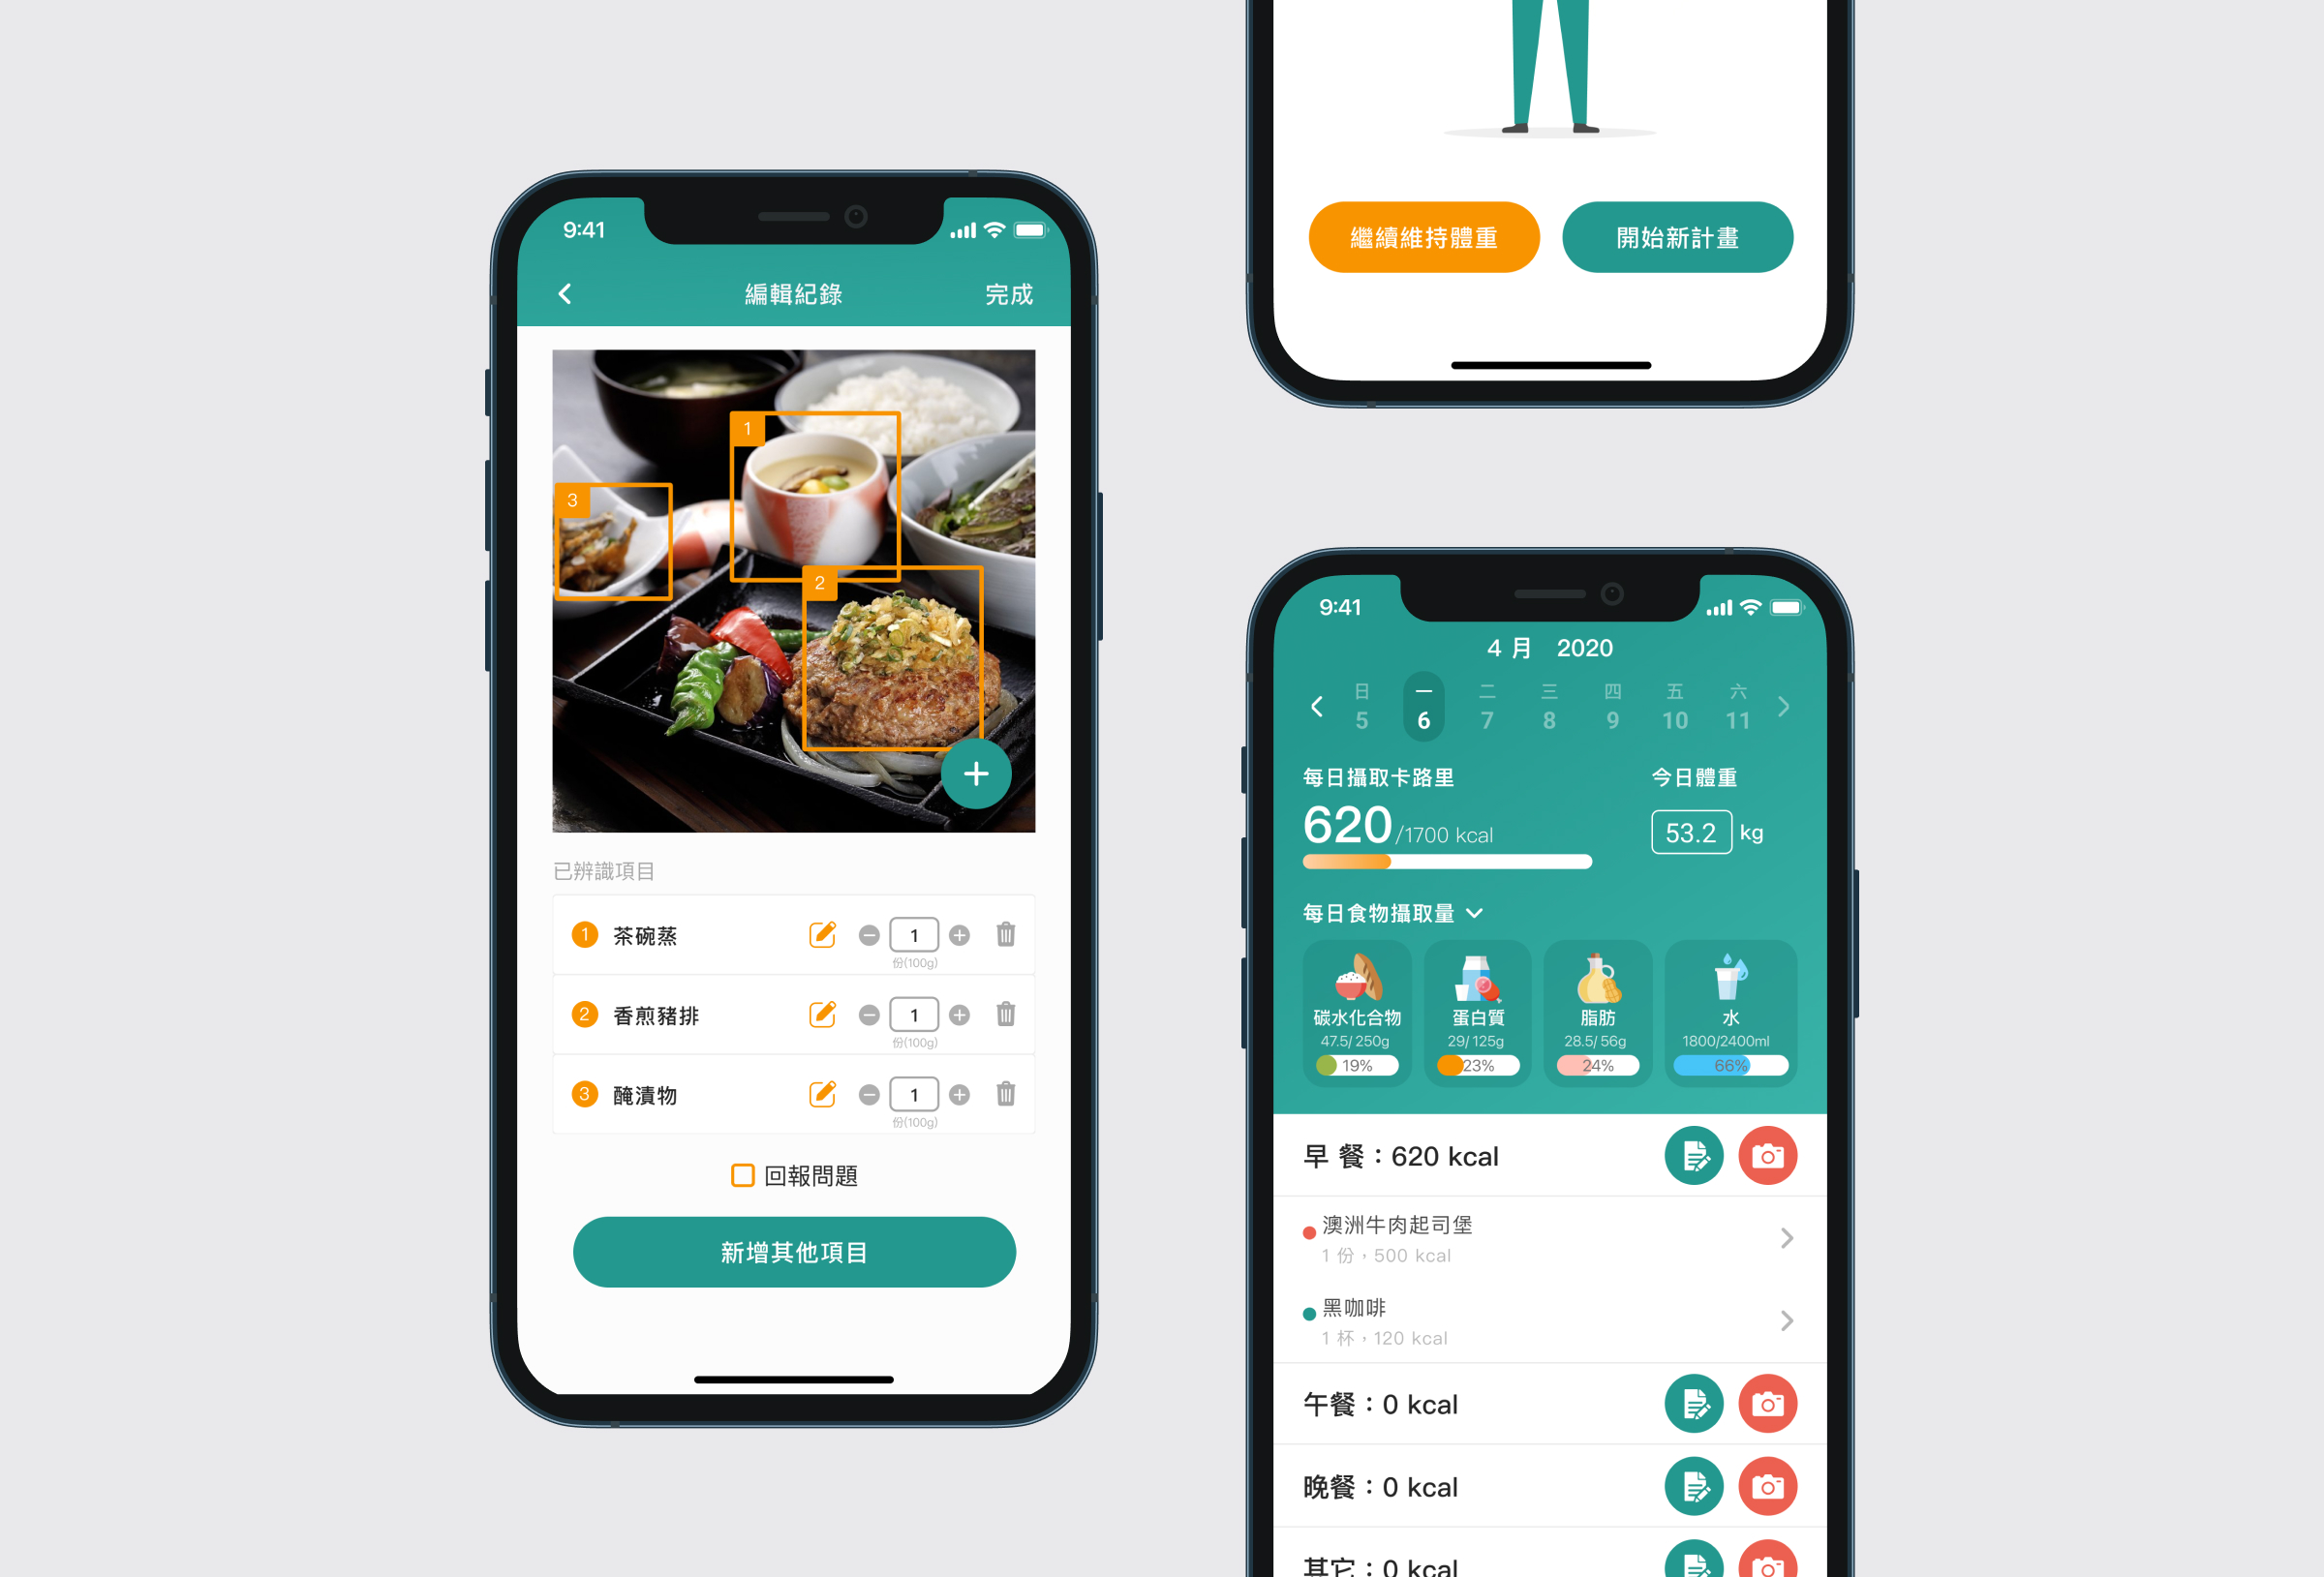 9:41
編輯紀錄
完成
1
3
2
已辨識項目
1 茶碗蒸 1
份(100g)
2 香煎豬排 1
份(100g)
3 醃漬物 1
份(100g)
回報問題
新增其他項目
繼續維持體重
開始新計畫
9:41
4 月 2020
日 一 二 三 四 五 六
5 6 7 8 9 10 11
每日攝取卡路里
今日體重
620/1700 kcal
53.2 kg
每日食物攝取量
碳水化合物 蛋白質 脂肪 水
47.5/ 250g 29/ 125g 28.5/ 56g 1800/2400ml
19% 23% 24% 66%
早 餐：620 kcal
澳洲牛肉起司堡
1 份，500 kcal
黑咖啡
1 杯，120 kcal
午餐：0 kcal
晚餐：0 kcal
其它：0 kcal